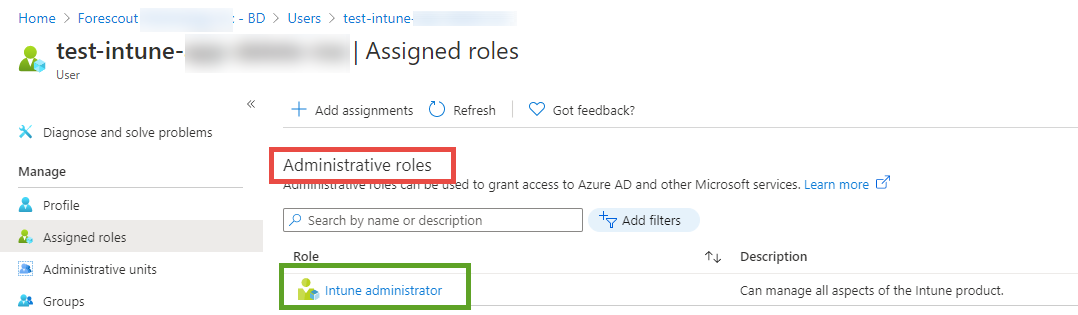 Home > Forescout : - BD > Users > test-intune-
test-intune- | Assigned roles
User
«
+ Add assignments Refresh Got feedback?
Diagnose and solve problems
Manage
Administrative roles
Administrative roles can be used to grant access to Azure AD and other Microsoft services. Learn more
Profile
Search by name or description Add filters
Assigned roles
Role ↑↓ Description
Administrative units
Intune administrator Can manage all aspects of the Intune product.
Groups